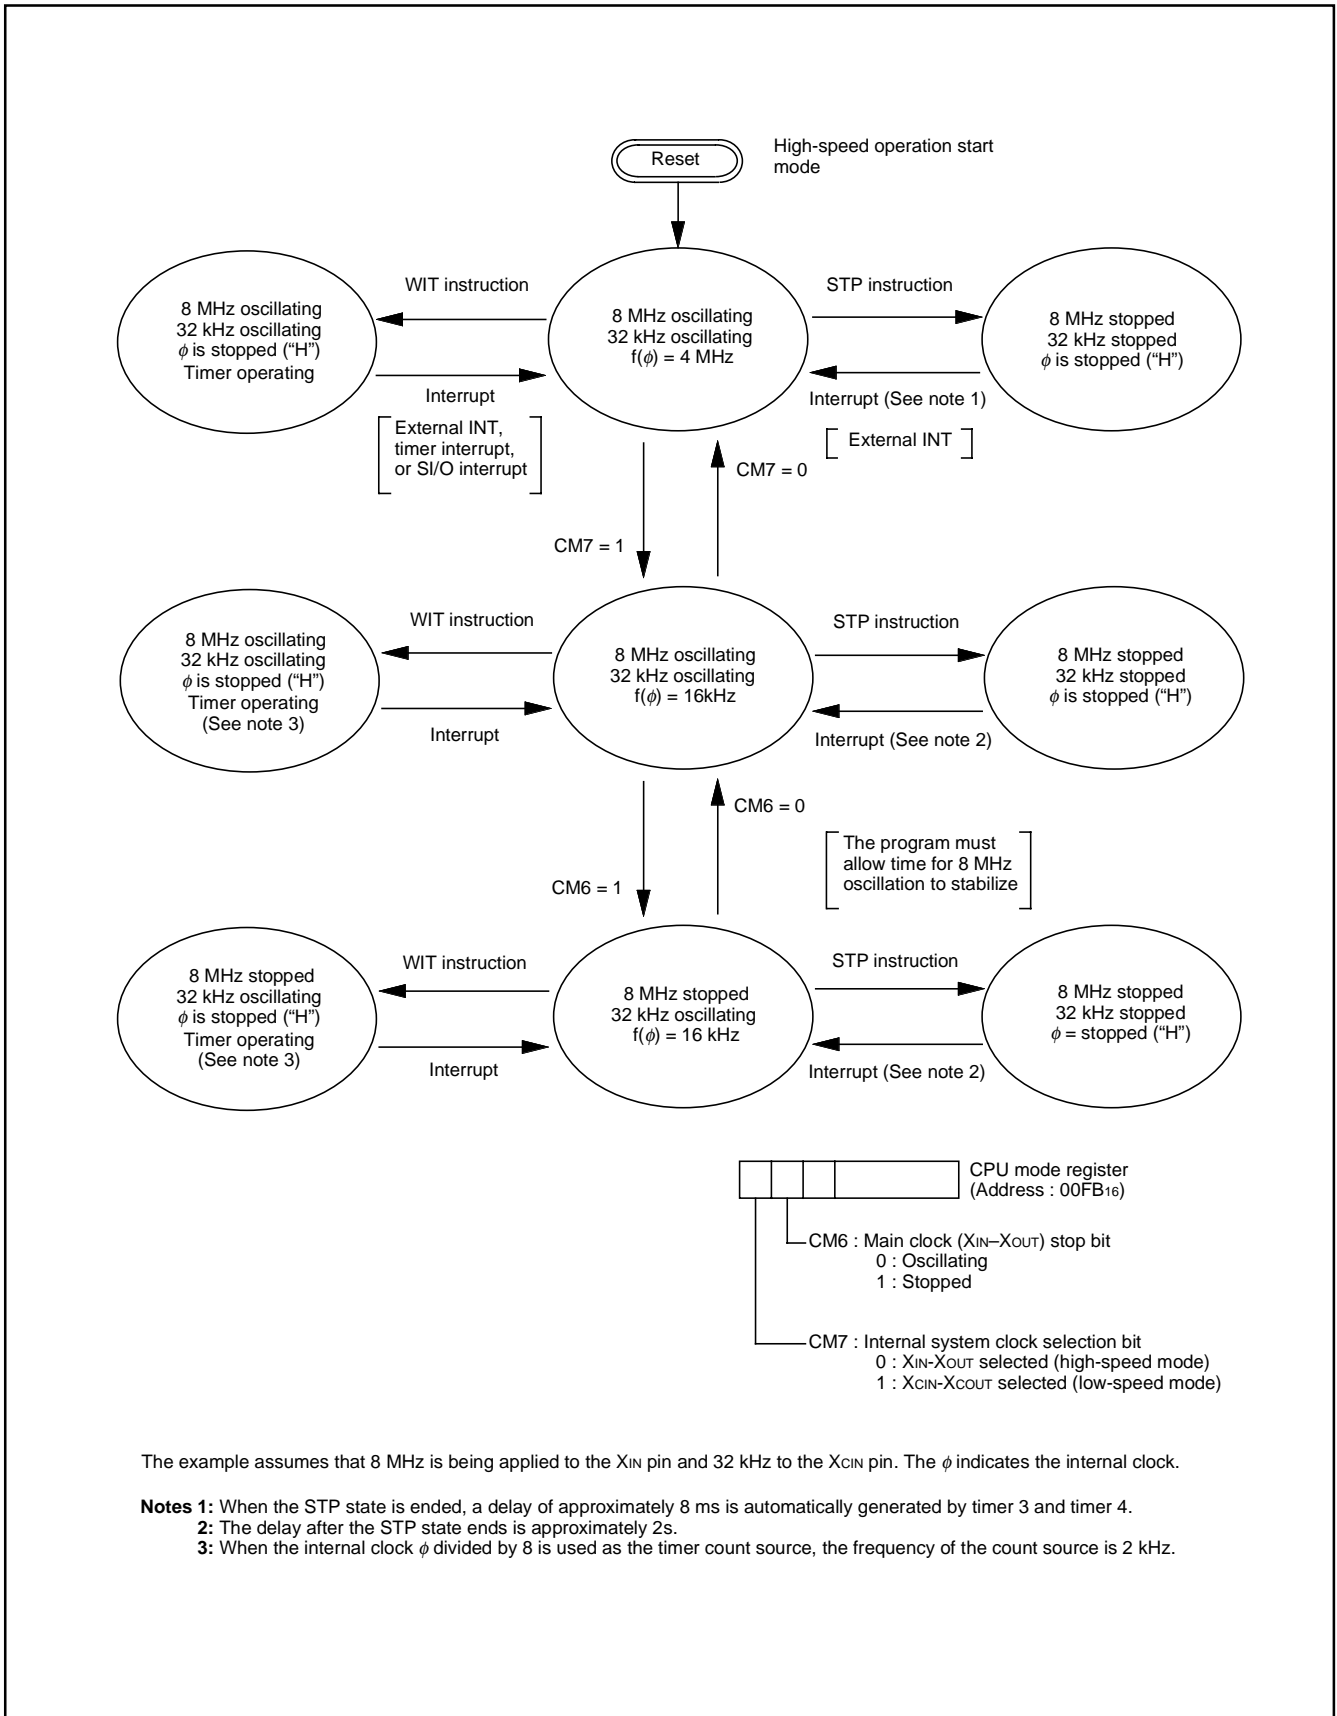 Reset
High-speed operation start
mode
WIT instruction
STP instruction
8 MHz oscillating
32 kHz oscillating
ϕ is stopped (“H”)
Timer operating
8 MHz oscillating
32 kHz oscillating
f(ϕ) = 4 MHz
8 MHz stopped
32 kHz stopped
ϕ is stopped (“H”)
Interrupt
External INT,
timer interrupt,
or SI/O interrupt
Interrupt (See note 1)
External INT
CM7 = 0
CM7 = 1
WIT instruction
STP instruction
8 MHz oscillating
32 kHz oscillating
ϕ is stopped (“H”)
Timer operating
(See note 3)
8 MHz oscillating
32 kHz oscillating
f(ϕ) = 16kHz
8 MHz stopped
32 kHz stopped
ϕ is stopped (“H”)
Interrupt
Interrupt (See note 2)
CM6 = 0
The program must
allow time for 8 MHz
oscillation to stabilize
CM6 = 1
WIT instruction
STP instruction
8 MHz stopped
32 kHz oscillating
ϕ is stopped (“H”)
Timer operating
(See note 3)
8 MHz stopped
32 kHz oscillating
f(ϕ) = 16 kHz
8 MHz stopped
32 kHz stopped
ϕ = stopped (“H”)
Interrupt
Interrupt (See note 2)
CPU mode register
(Address : 00FB16)
CM6 : Main clock (XIN–XOUT) stop bit
0 : Oscillating
1 : Stopped
CM7 : Internal system clock selection bit
0 : XIN-XOUT selected (high-speed mode)
1 : XCIN-XCOUT selected (low-speed mode)
The example assumes that 8 MHz is being applied to the XIN pin and 32 kHz to the XCIN pin. The ϕ indicates the internal clock.
Notes 1: When the STP state is ended, a delay of approximately 8 ms is automatically generated by timer 3 and timer 4.
2: The delay after the STP state ends is approximately 2s.
3: When the internal clock ϕ divided by 8 is used as the timer count source, the frequency of the count source is 2 kHz.